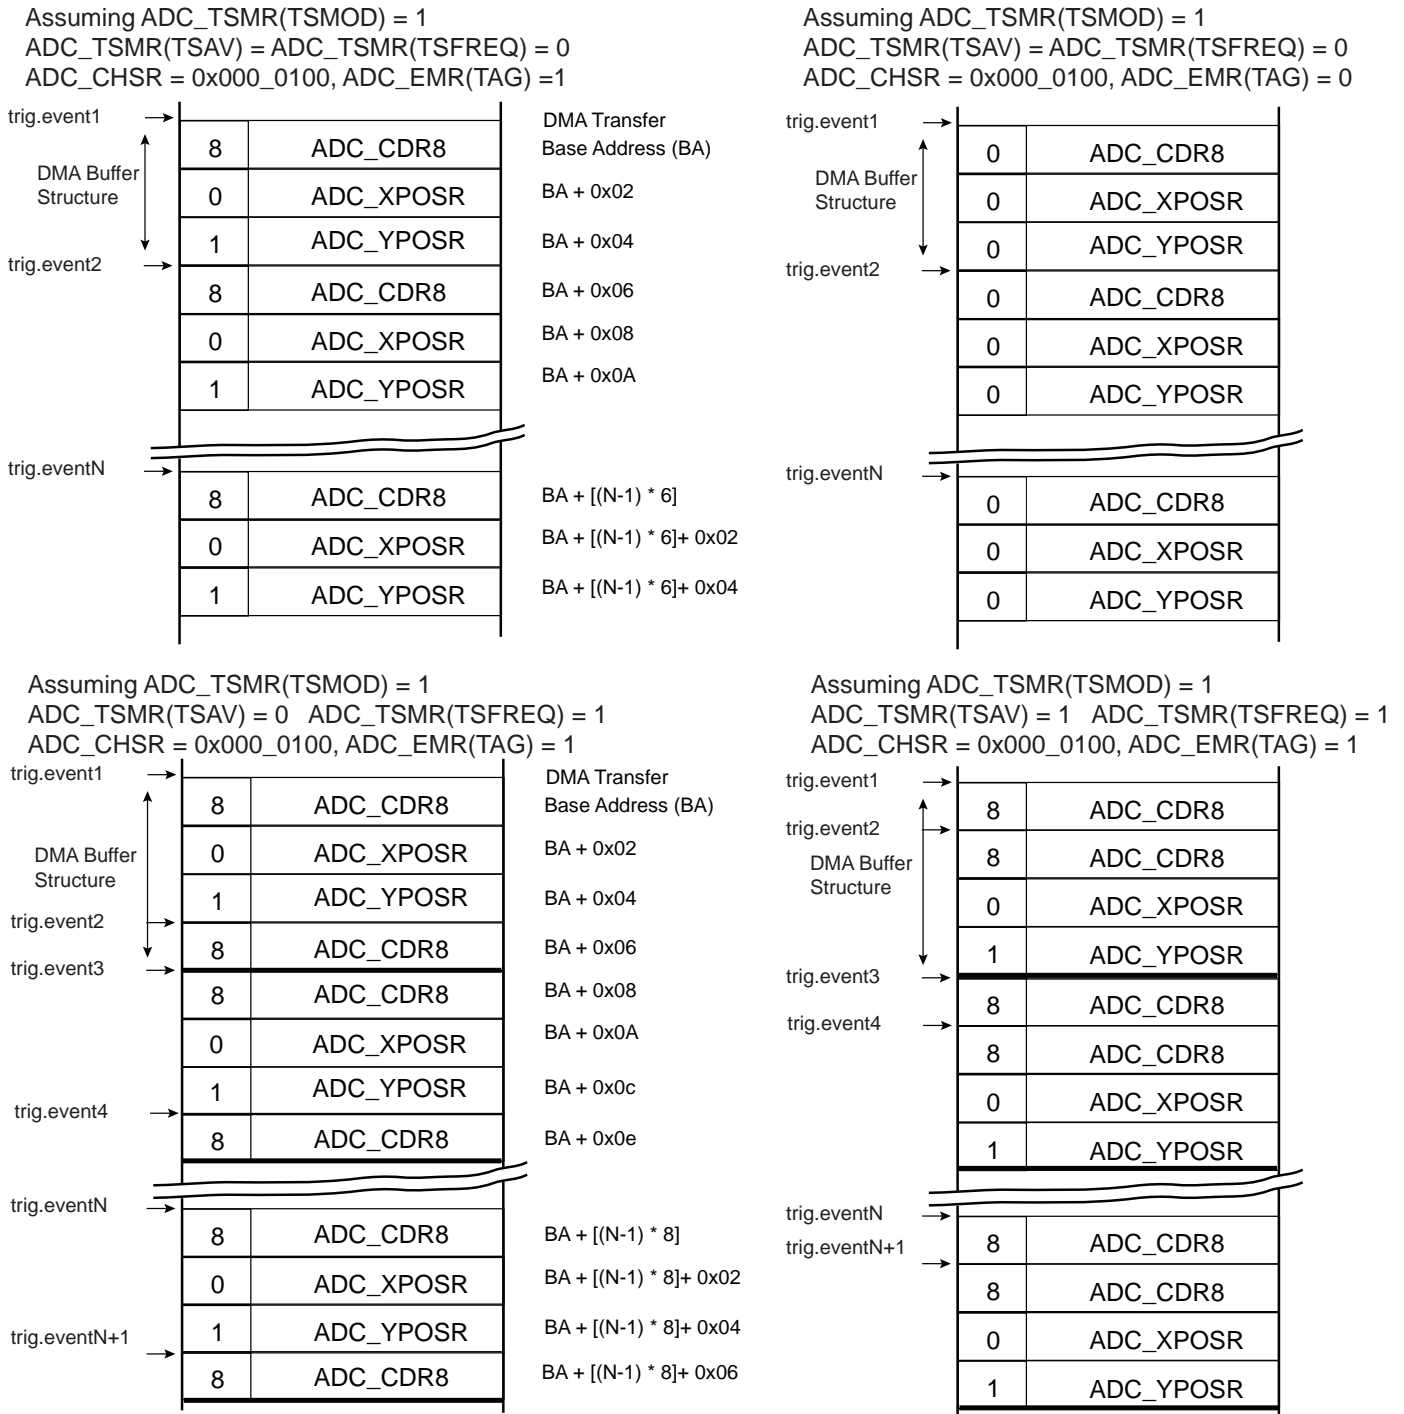 Assuming ADC_TSMR(TSMOD) = 1
ADC_TSMR(TSAV) = ADC_TSMR(TSFREQ) = 0
ADC_CHSR = 0x000_0100, ADC_EMR(TAG) =1
trig.event1
DMA Transfer
8 ADC_CDR8 Base Address (BA)
DMA Buffer
Structure
0 ADC_XPOSR BA + 0x02
1 ADC_YPOSR BA + 0x04
trig.event2
8 ADC_CDR8 BA + 0x06
0 ADC_XPOSR BA + 0x08
1 ADC_YPOSR BA + 0x0A
trig.eventN
8 ADC_CDR8 BA + [(N-1) * 6]
0 ADC_XPOSR BA + [(N-1) * 6]+ 0x02
1 ADC_YPOSR BA + [(N-1) * 6]+ 0x04
Assuming ADC_TSMR(TSMOD) = 1
ADC_TSMR(TSAV) = ADC_TSMR(TSFREQ) = 0
ADC_CHSR = 0x000_0100, ADC_EMR(TAG) = 0
trig.event1
0 ADC_CDR8
DMA Buffer
Structure
0 ADC_XPOSR
0 ADC_YPOSR
trig.event2
0 ADC_CDR8
0 ADC_XPOSR
0 ADC_YPOSR
trig.eventN
0 ADC_CDR8
0 ADC_XPOSR
0 ADC_YPOSR
Assuming ADC_TSMR(TSMOD) = 1
ADC_TSMR(TSAV) = 0 ADC_TSMR(TSFREQ) = 1
ADC_CHSR = 0x000_0100, ADC_EMR(TAG) = 1
trig.event1
DMA Transfer
8 ADC_CDR8 Base Address (BA)
DMA Buffer
Structure
0 ADC_XPOSR BA + 0x02
1 ADC_YPOSR BA + 0x04
trig.event2
8 ADC_CDR8 BA + 0x06
trig.event3
8 ADC_CDR8 BA + 0x08
0 ADC_XPOSR BA + 0x0A
1 ADC_YPOSR BA + 0x0c
trig.event4
8 ADC_CDR8 BA + 0x0e
trig.eventN
8 ADC_CDR8 BA + [(N-1) * 8]
0 ADC_XPOSR BA + [(N-1) * 8]+ 0x02
1 ADC_YPOSR BA + [(N-1) * 8]+ 0x04
trig.eventN+1
8 ADC_CDR8 BA + [(N-1) * 8]+ 0x06
Assuming ADC_TSMR(TSMOD) = 1
ADC_TSMR(TSAV) = 1 ADC_TSMR(TSFREQ) = 1
ADC_CHSR = 0x000_0100, ADC_EMR(TAG) = 1
trig.event1
8 ADC_CDR8
trig.event2
DMA Buffer
Structure
8 ADC_CDR8
0 ADC_XPOSR
1 ADC_YPOSR
trig.event3
8 ADC_CDR8
trig.event4
8 ADC_CDR8
0 ADC_XPOSR
1 ADC_YPOSR
trig.eventN
8 ADC_CDR8
trig.eventN+1
8 ADC_CDR8
0 ADC_XPOSR
1 ADC_YPOSR